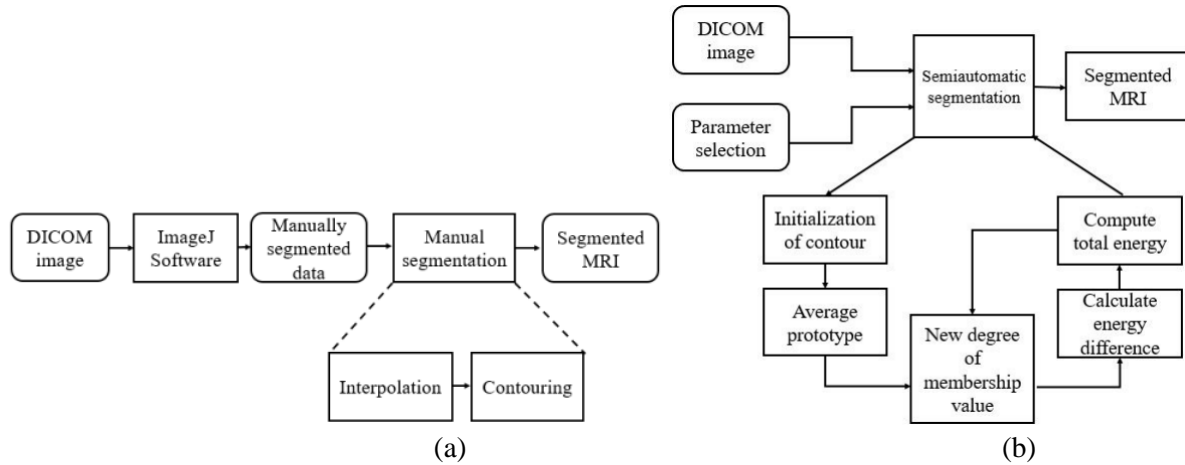 DICOM
image
ImageJ
Software
Manually
segmented
data
Manual
segmentation
Segmented
MRI
Interpolation
Contouring
(a)
DICOM
image
Parameter
selection
Semiautomatic
segmentation
Segmented
MRI
Initialization
of contour
Average
prototype
New degree
of
membership
value
Calculate
energy
difference
Compute
total energy
(b)